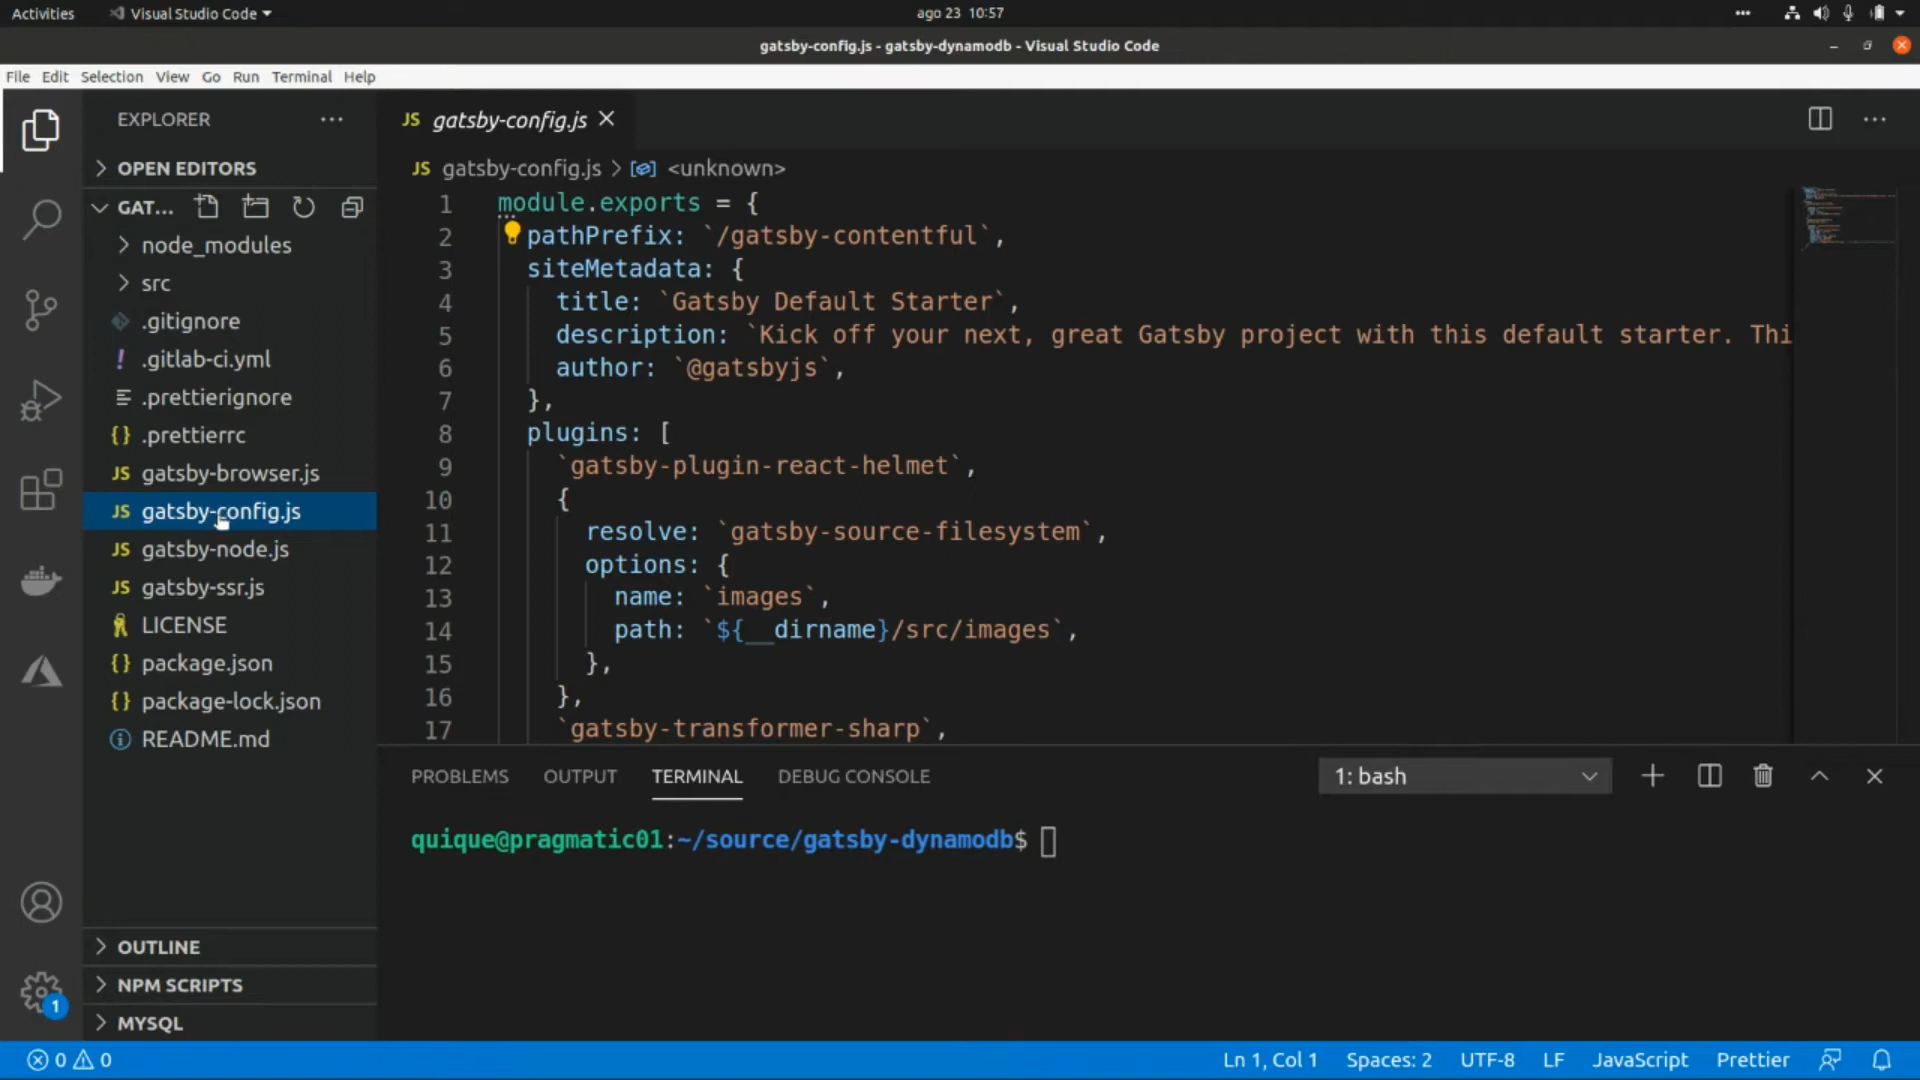 Activities
Visual Studio Code
ago 23 10:57
gatsby-config.js - gatsby-dynamodb - Visual Studio Code
File Edit Selection View Go Run Terminal Help
EXPLORER
OPEN EDITORS
GAT...
node_modules
src
.gitignore
.gitlab-ci.yml
.prettierignore
.prettierrc
gatsby-browser.js
gatsby-config.js
gatsby-node.js
gatsby-ssr.js
LICENSE
package.json
package-lock.json
README.md
OUTLINE
NPM SCRIPTS
MYSQL
1
JS gatsby-config.js
JS gatsby-config.js > <unknown>
1 module.exports = {
2 pathPrefix: `/gatsby-contentful`,
3 siteMetadata: {
4 title: `Gatsby Default Starter`,
5 description: `Kick off your next, great Gatsby project with this default starter. Thi
6 author: `@gatsbyjs`,
7 },
8 plugins: [
9 `gatsby-plugin-react-helmet`,
10 {
11 resolve: `gatsby-source-filesystem`,
12 options: {
13 name: `images`,
14 path: `${__dirname}/src/images`,
15 },
16 },
17 `gatsby-transformer-sharp`,
PROBLEMS OUTPUT TERMINAL DEBUG CONSOLE
1: bash
quique@pragmatic01:~/source/gatsby-dynamodb$
0 0
Ln 1, Col 1 Spaces: 2 UTF-8 LF JavaScript Prettier